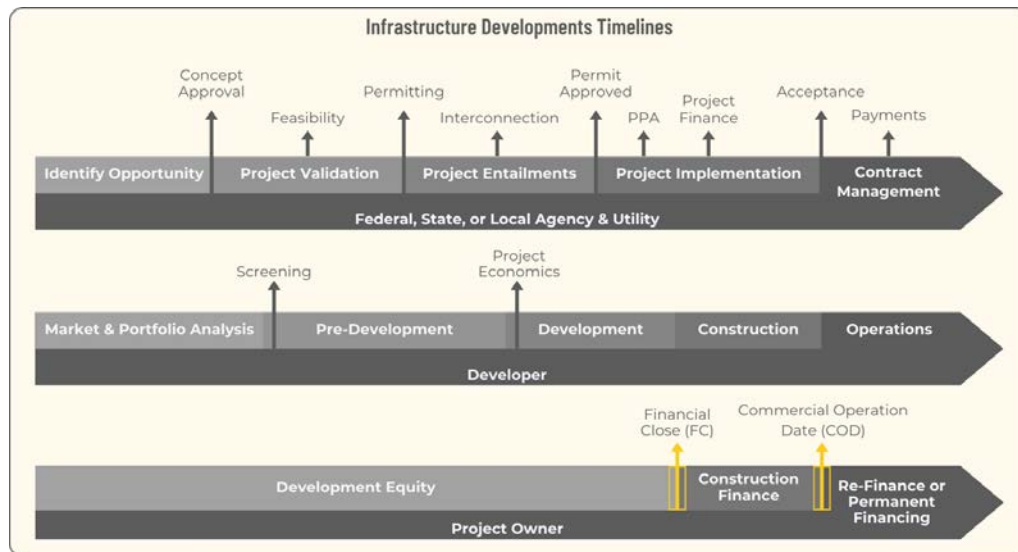 Infrastructure Developments Timelines
Concept
Approval
Feasibility
Permitting
Interconnection
Permit
Approved
PPA
Project
Finance
Acceptance
Payments
Identify Opportunity
Project Validation
Project Entailments
Project Implementation
Contract
Management
Federal, State, or Local Agency & Utility
Screening
Project
Economics
Market & Portfolio Analysis
Pre-Development
Development
Construction
Operations
Developer
Financial
Close (FC)
Commercial Operation
Date (COD)
Development Equity
Construction
Finance
Re-Finance or
Permanent
Financing
Project Owner